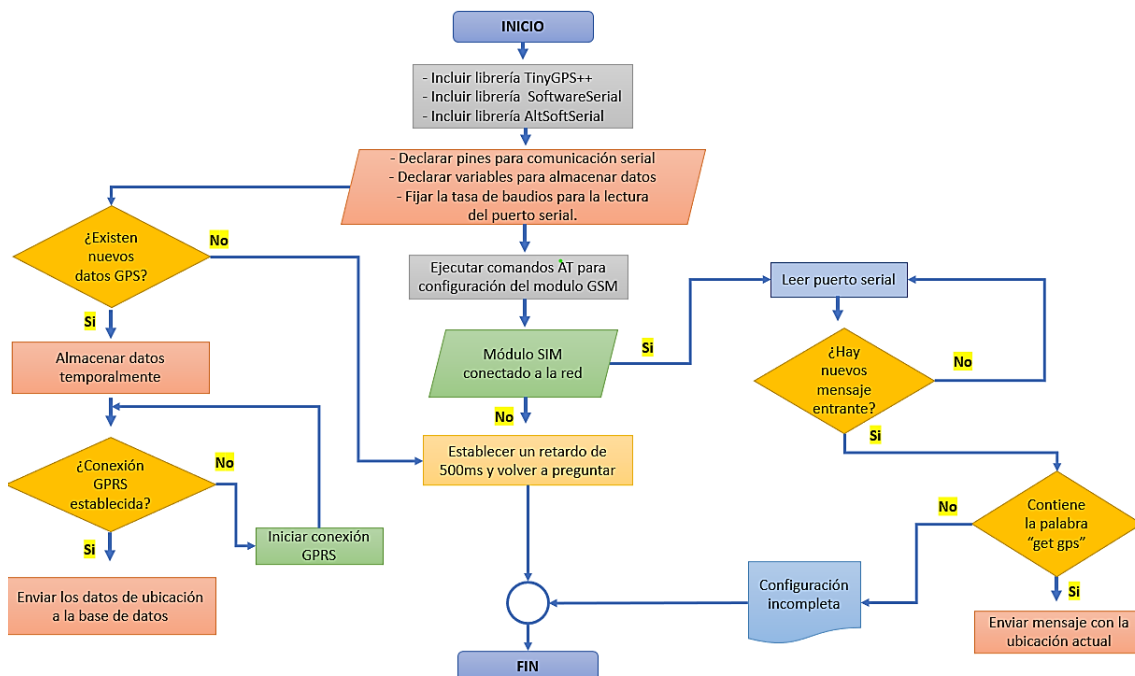 INICIO
- Incluir librería TinyGPS++
- Incluir librería SoftwareSerial
- Incluir librería AltSoftSerial
- Declarar pines para comunicación serial
- Declarar variables para almacenar datos
- Fijar la tasa de baudios para la lectura
del puerto serial.
¿Existen
nuevos
datos GPS?
No
Si
Almacenar datos
temporalmente
¿Conexión
GPRS
establecida?
No
Si
Iniciar conexión
GPRS
Enviar los datos de ubicación
a la base de datos
Ejecutar comandos AT para
configuración del modulo GSM
Módulo SIM
conectado a la red
Si
No
Establecer un retardo de
500ms y volver a preguntar
Leer puerto serial
¿Hay
nuevos
mensaje
entrante?
No
Si
Contiene
la palabra
“get gps”
No
Si
Configuración
incompleta
Enviar mensaje con la
ubicación actual
FIN